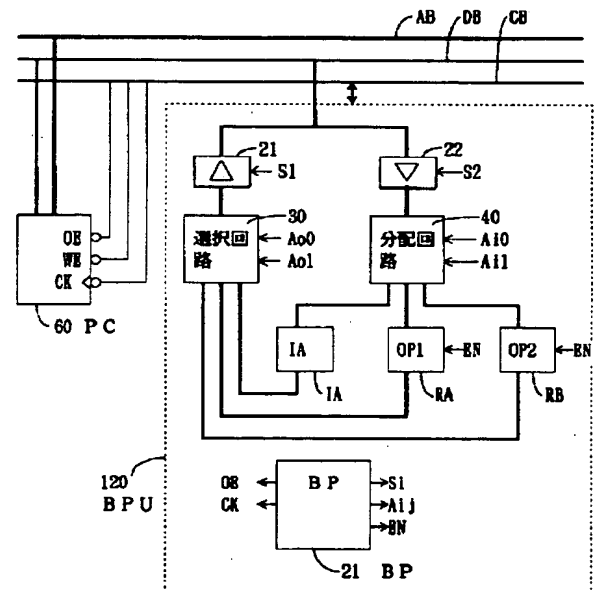 AB
DB
CB
21
22
S1
S2
30
40
選択回路
Ao0
Ao1
分配回路
Ai0
Ai1
OE
WE
CK
60 PC
IA
OP1
EN
OP2
EN
IA
RA
RB
120
BPU
OE
CK
BP
Si
Aij
EN
21 BP